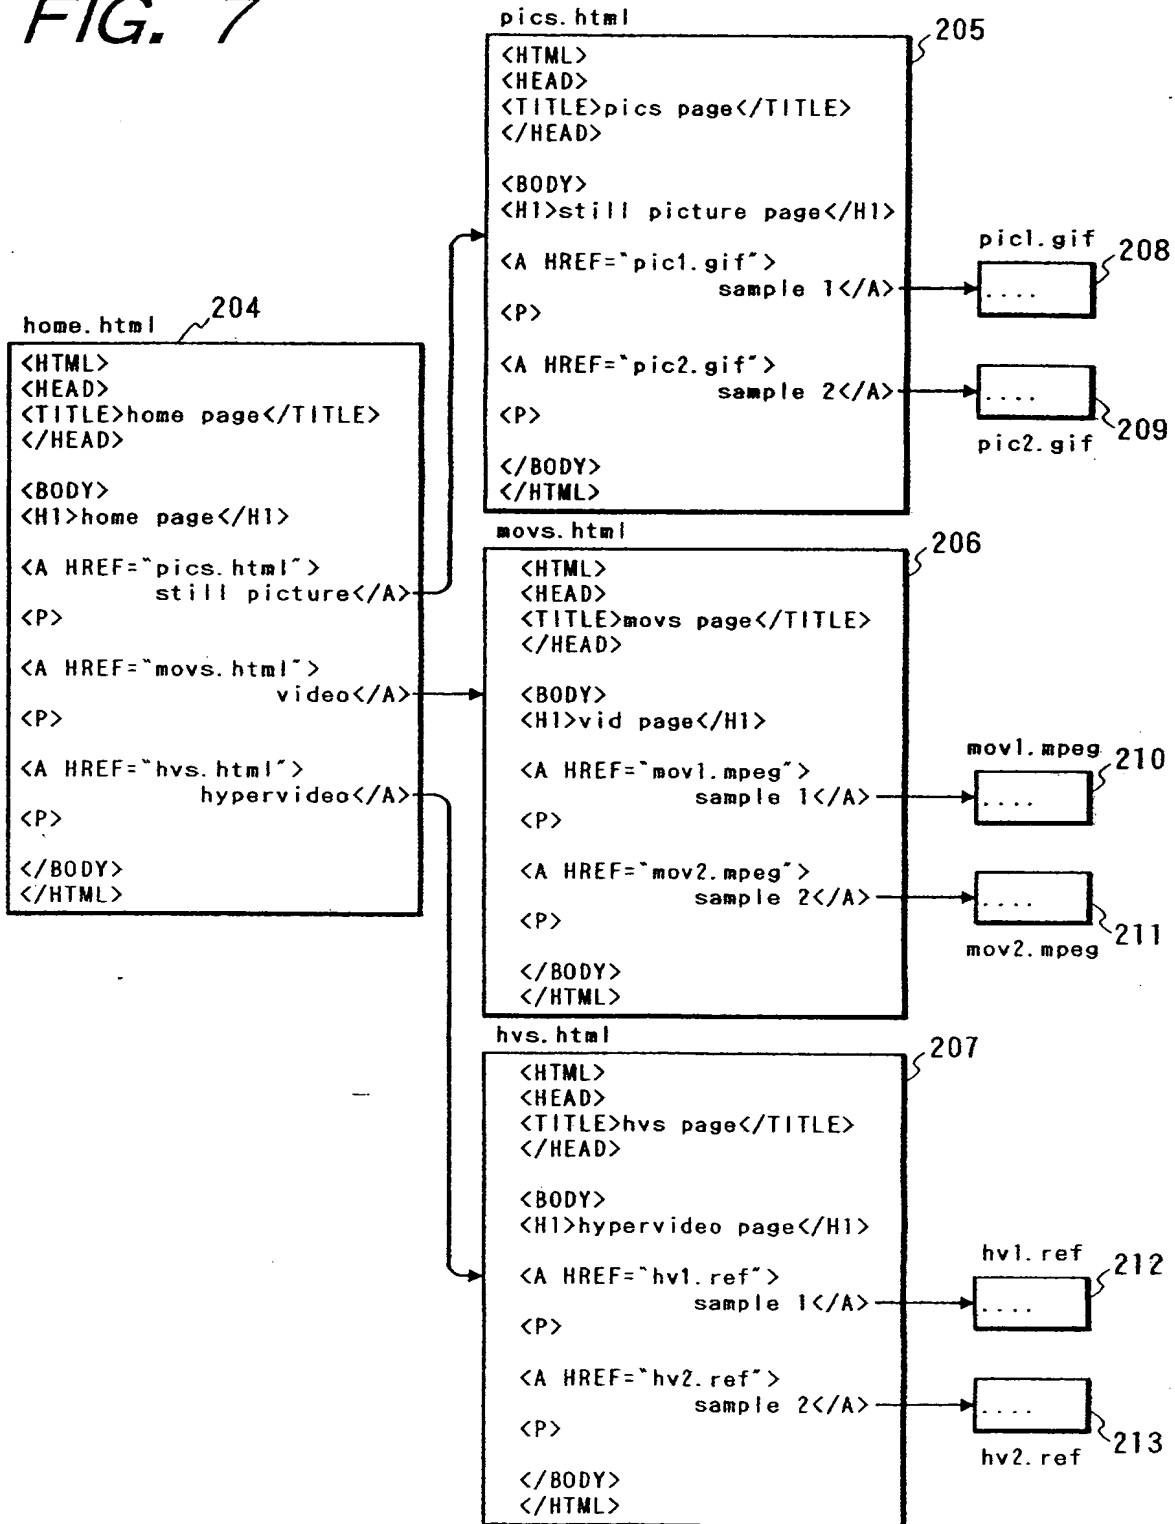 FIG. 7
home.html
204
<HTML>
<HEAD>
<TITLE>home page</TITLE>
</HEAD>
<BODY>
<H1>home page</H1>
<A HREF="pics.html">
still picture</A>
<P>
<A HREF="movs.html">
video</A>
<P>
<A HREF="hvs.html">
hypervideo</A>
<P>
</BODY>
</HTML>
pics.html
205
<HTML>
<HEAD>
<TITLE>pics page</TITLE>
</HEAD>
<BODY>
<H1>still picture page</H1>
<A HREF="pic1.gif">
sample 1</A>
<P>
<A HREF="pic2.gif">
sample 2</A>
<P>
</BODY>
</HTML>
pic1.gif
208
....
....
209
pic2.gif
movs.html
206
<HTML>
<HEAD>
<TITLE>movs page</TITLE>
</HEAD>
<BODY>
<H1>vid page</H1>
<A HREF="mov1.mpeg">
sample 1</A>
<P>
<A HREF="mov2.mpeg">
sample 2</A>
<P>
</BODY>
</HTML>
mov1.mpeg
210
....
....
211
mov2.mpeg
hvs.html
207
<HTML>
<HEAD>
<TITLE>hvs page</TITLE>
</HEAD>
<BODY>
<H1>hypervideo page</H1>
<A HREF="hv1.ref">
sample 1</A>
<P>
<A HREF="hv2.ref">
sample 2</A>
<P>
</BODY>
</HTML>
hv1.ref
212
....
....
213
hv2.ref